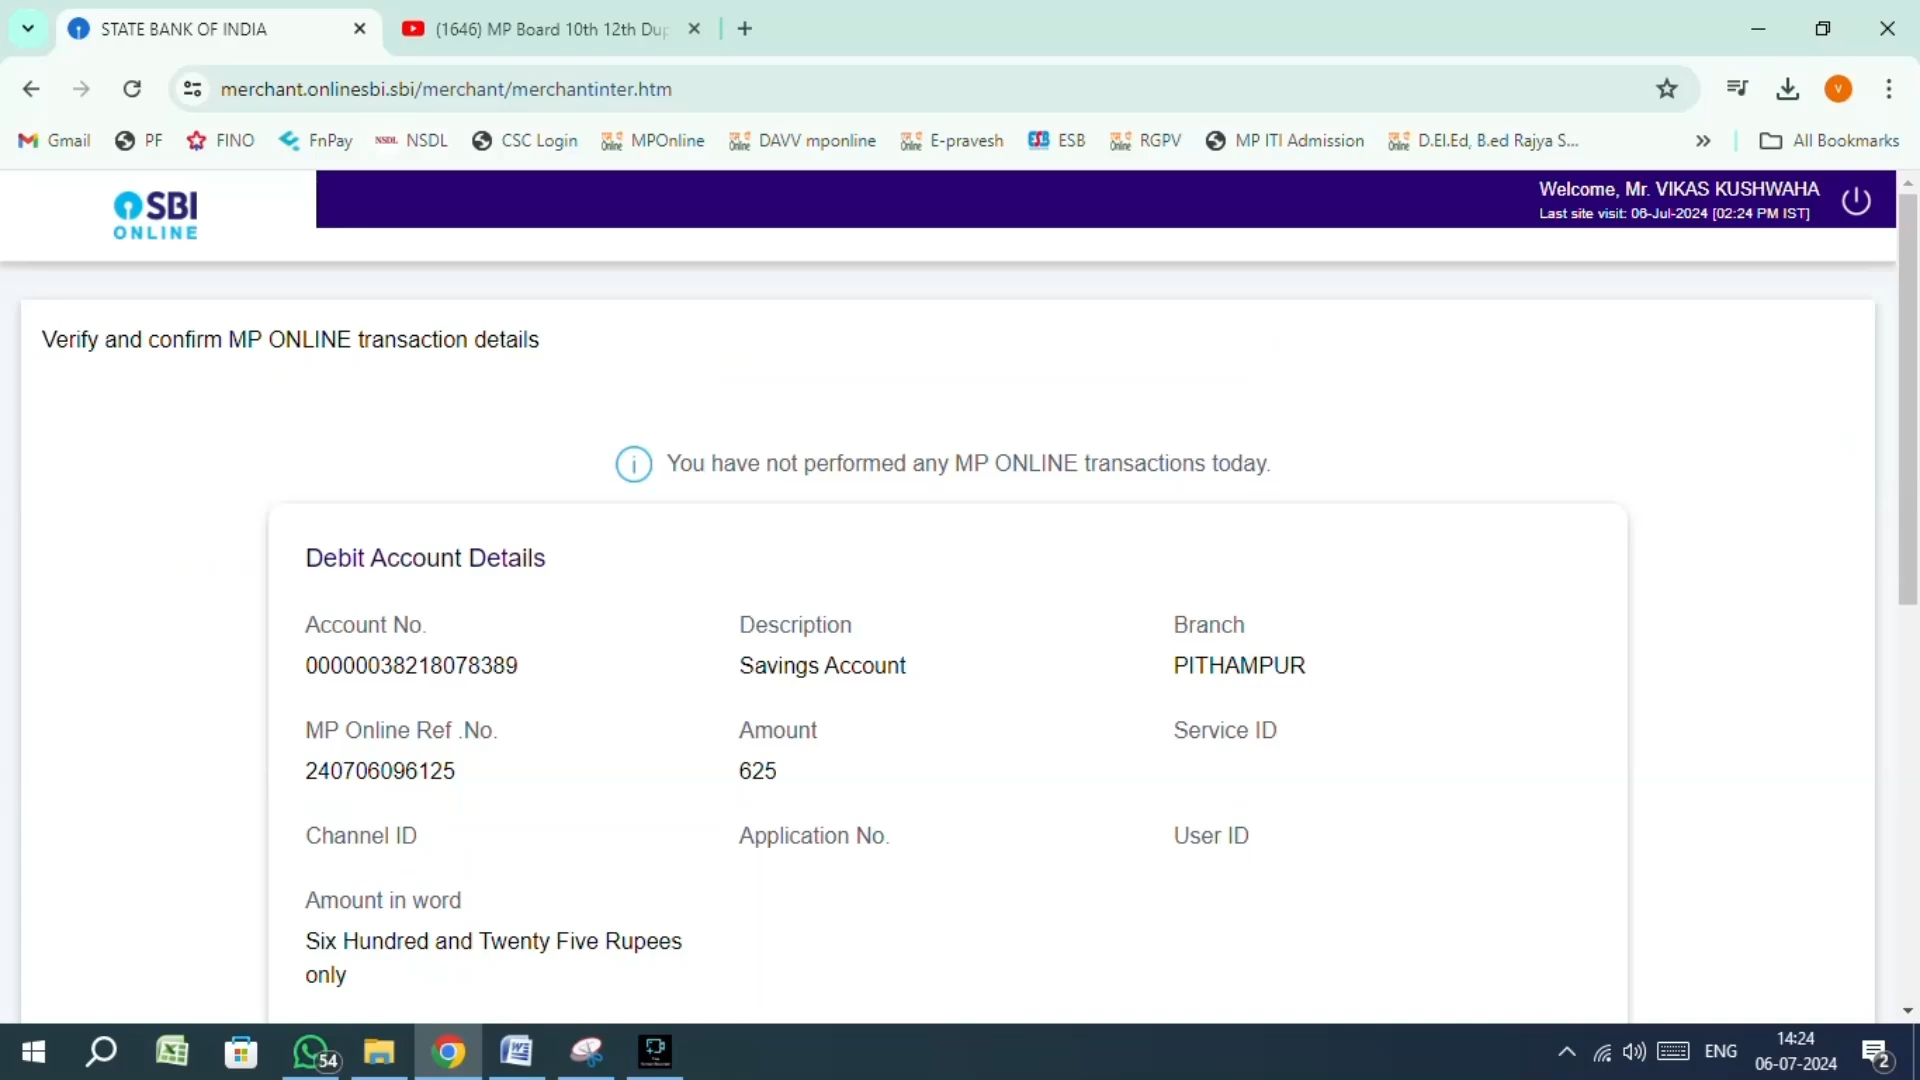 STATE BANK OF INDIA
(1646) MP Board 10th 12th Dup
merchant.onlinesbi.sbi/merchant/merchantinter.htm
V
Gmail PF FINO FnPay NSDL NSDL CSC Login MPOnline DAVV mponline E-pravesh ESB ESB RGPV MP ITI Admission D.El.Ed, B.ed Rajya S... » All Bookmarks
SBI
ONLINE
Welcome, Mr. VIKAS KUSHWAHA
Last site visit: 06-Jul-2024 [02:24 PM IST]
Verify and confirm MP ONLINE transaction details
You have not performed any MP ONLINE transactions today.
Debit Account Details
Account No. Description Branch
00000038218078389 Savings Account PITHAMPUR
MP Online Ref .No. Amount Service ID
240706096125 625
Channel ID Application No. User ID
Amount in word
Six Hundred and Twenty Five Rupees
only
54
ENG
14:24
06-07-2024
2